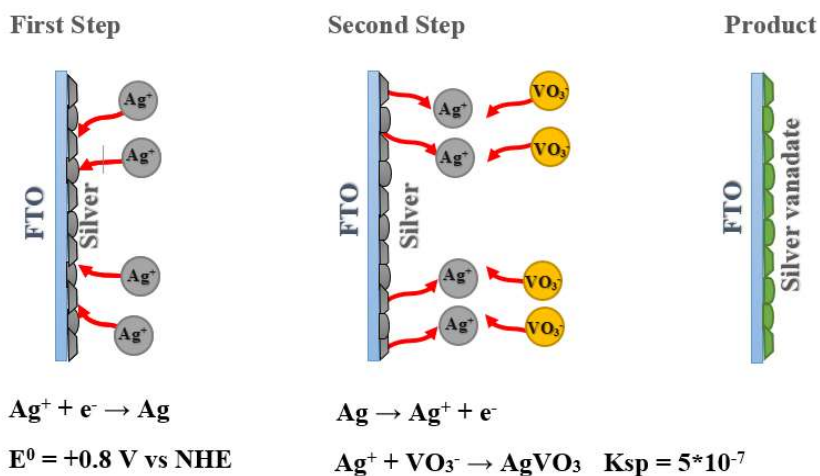 First Step
Second Step
Product
FTO
Silver
Ag⁺
Ag⁺
Ag⁺
Ag⁺
FTO
Silver
Ag⁺
Ag⁺
Ag⁺
Ag⁺
VO₃⁻
VO₃⁻
VO₃⁻
VO₃⁻
FTO
Silver vanadate
Ag⁺ + e⁻ → Ag
E⁰ = +0.8 V vs NHE
Ag → Ag⁺ + e⁻
Ag⁺ + VO₃⁻ → AgVO₃ Ksp = 5*10⁻⁷